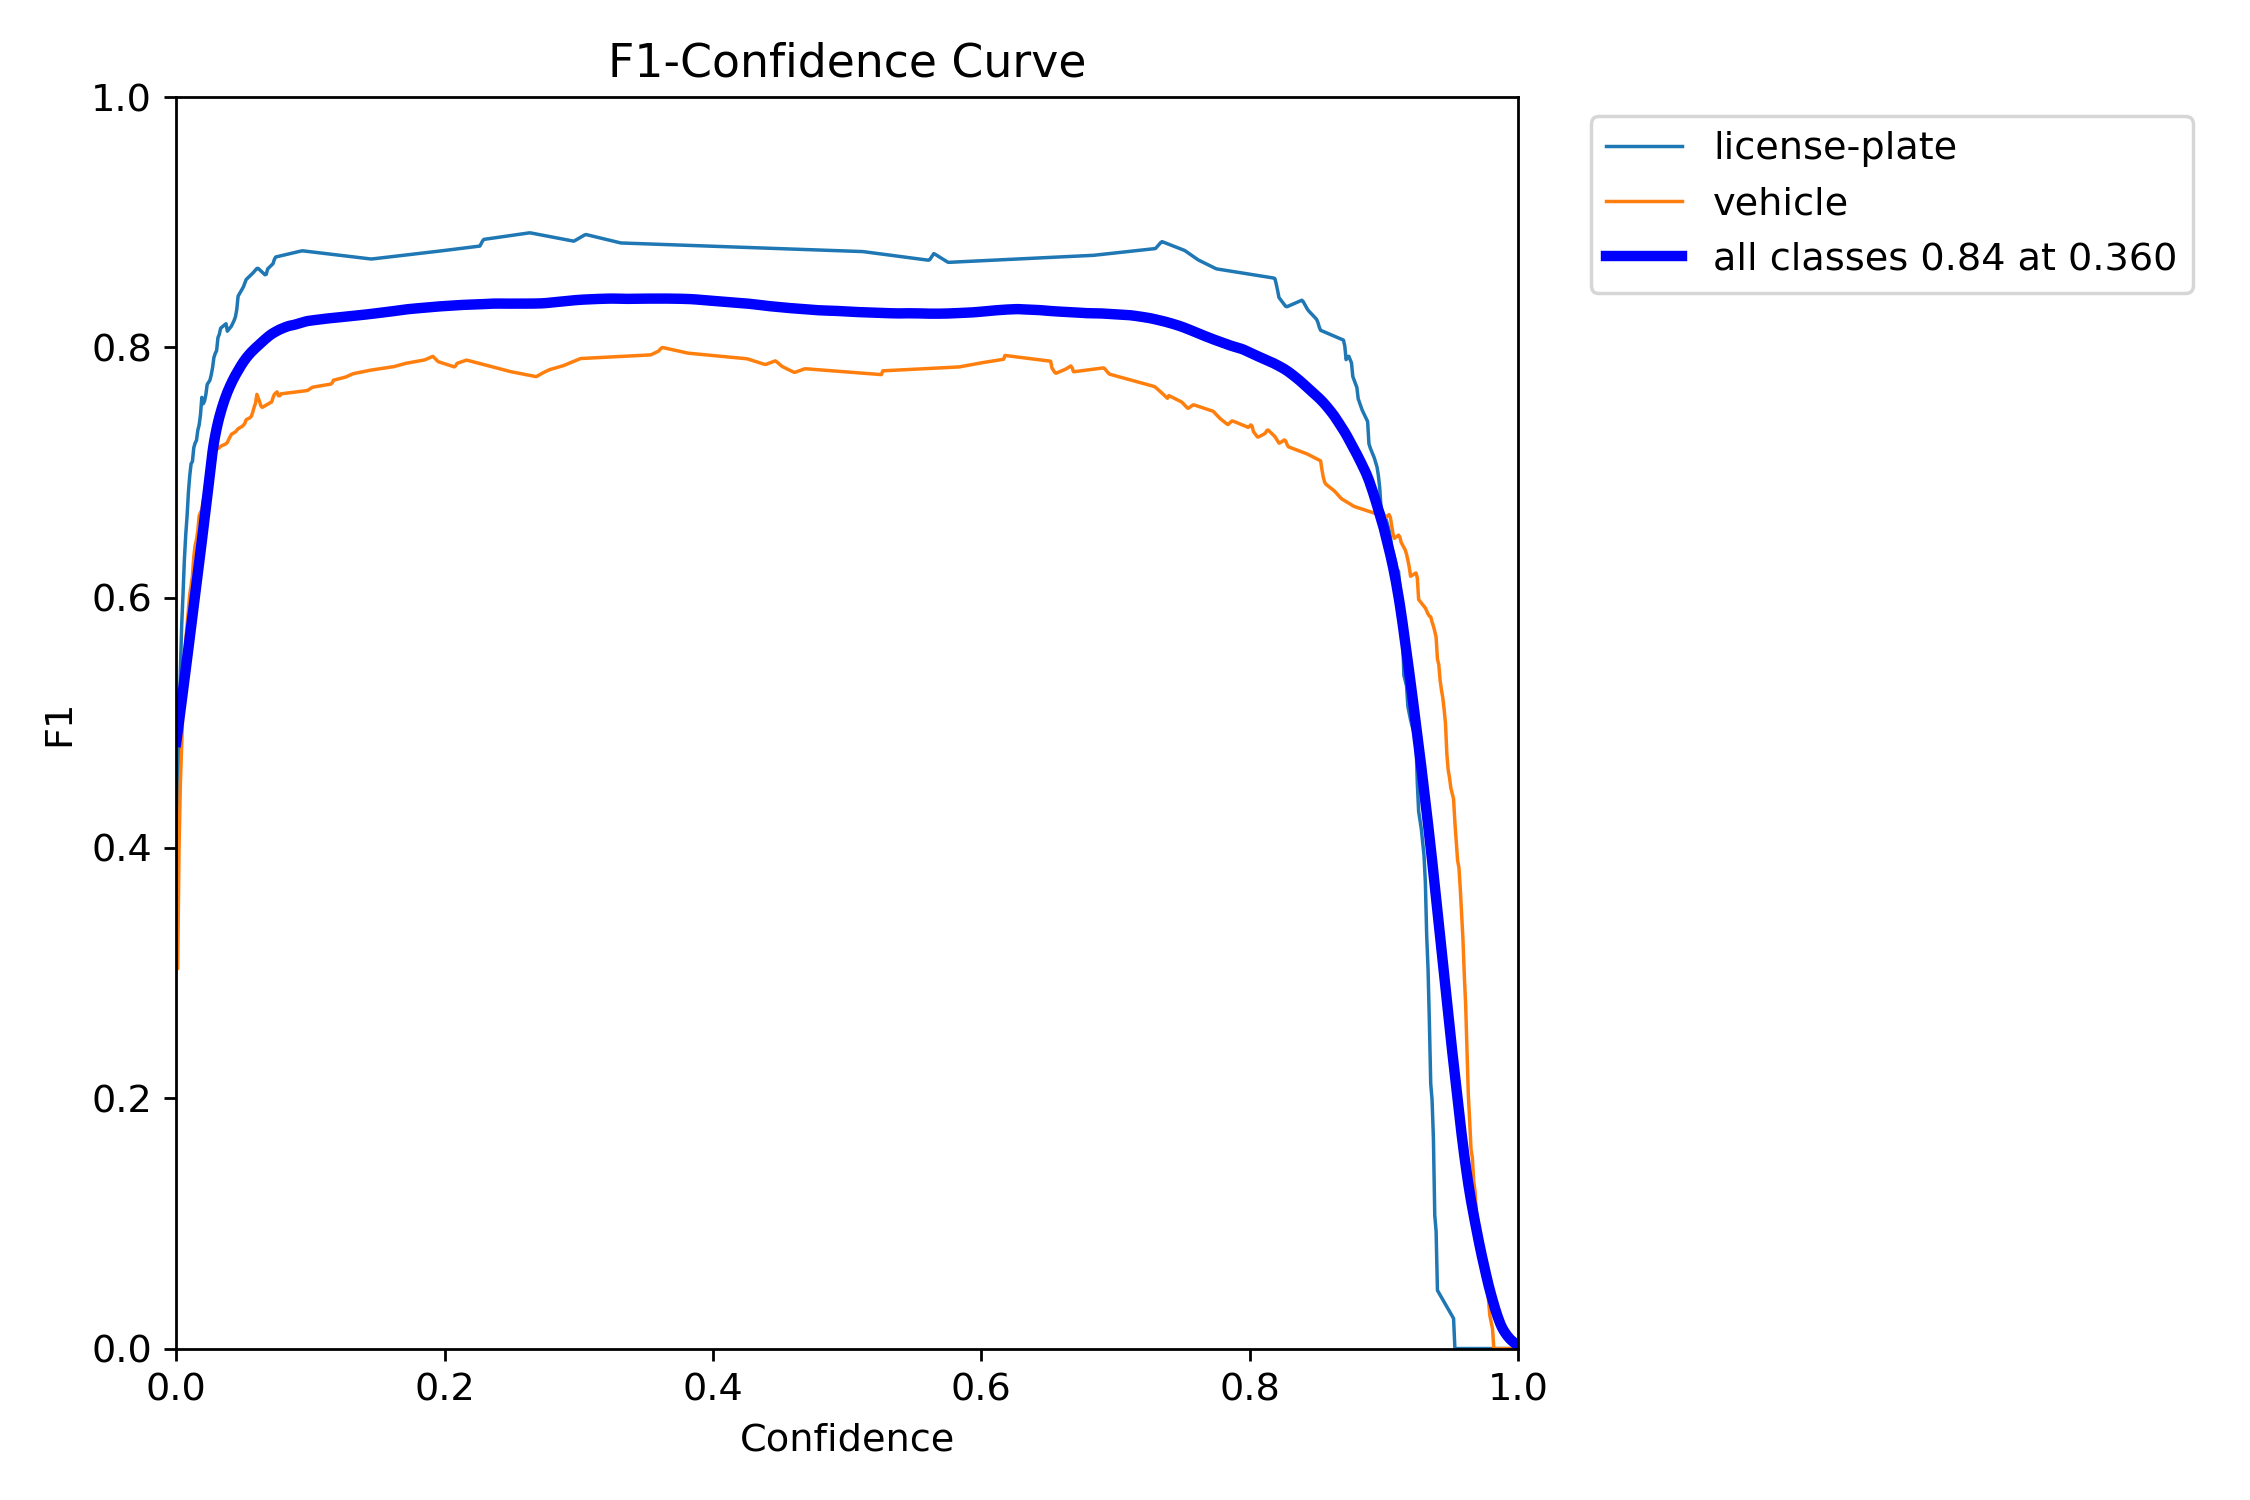 F1-Confidence Curve
1.0
0.8
0.6
0.4
0.2
0.0
F1
0.0 0.2 0.4 0.6 0.8 1.0
Confidence
license-plate
vehicle
all classes 0.84 at 0.360